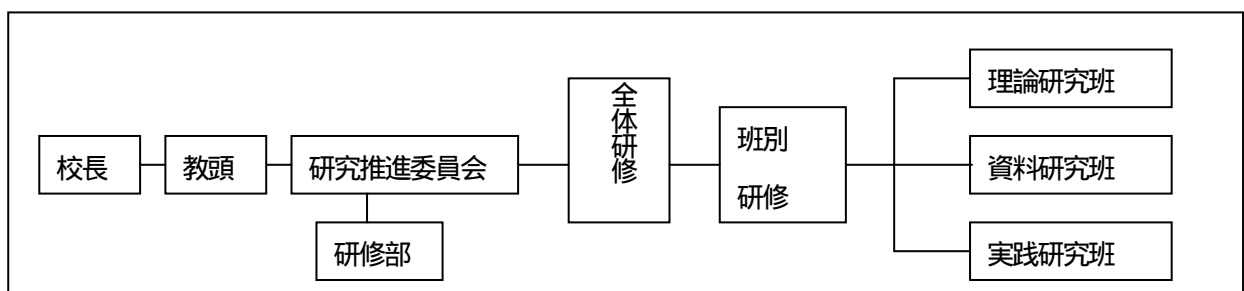 校長
教頭
研究推進委員会
研修部
全体研修
班別
研修
理論研究班
資料研究班
実践研究班